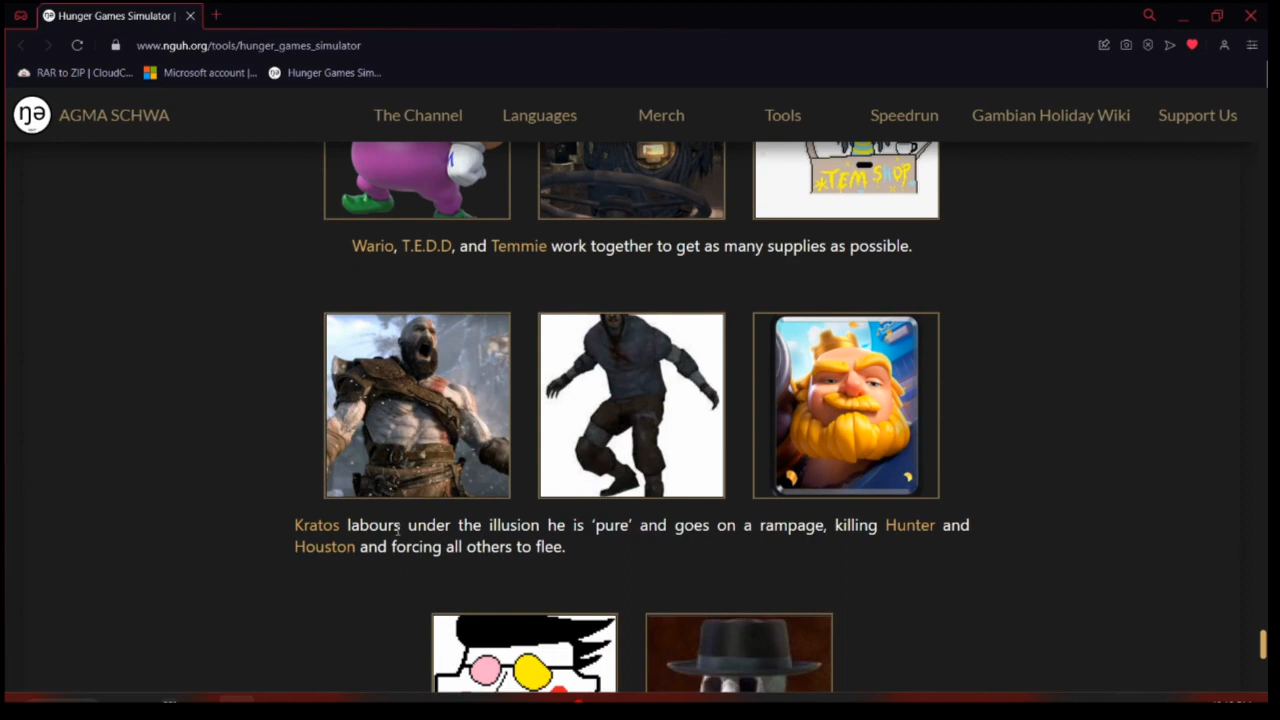 Hunger Games Simulator |
www.nguh.org/tools/hunger_games_simulator
RAR to ZIP | CloudC...
Microsoft account |...
Hunger Games Sim...
ŋə
AGMA SCHWA
The Channel
Languages
Merch
Tools
Speedrun
Gambian Holiday Wiki
Support Us
TEM SHOP
Wario, T.E.D.D, and Temmie work together to get as many supplies as possible.
Kratos labours under the illusion he is ‘pure’ and goes on a rampage, killing Hunter and
Houston and forcing all others to flee.